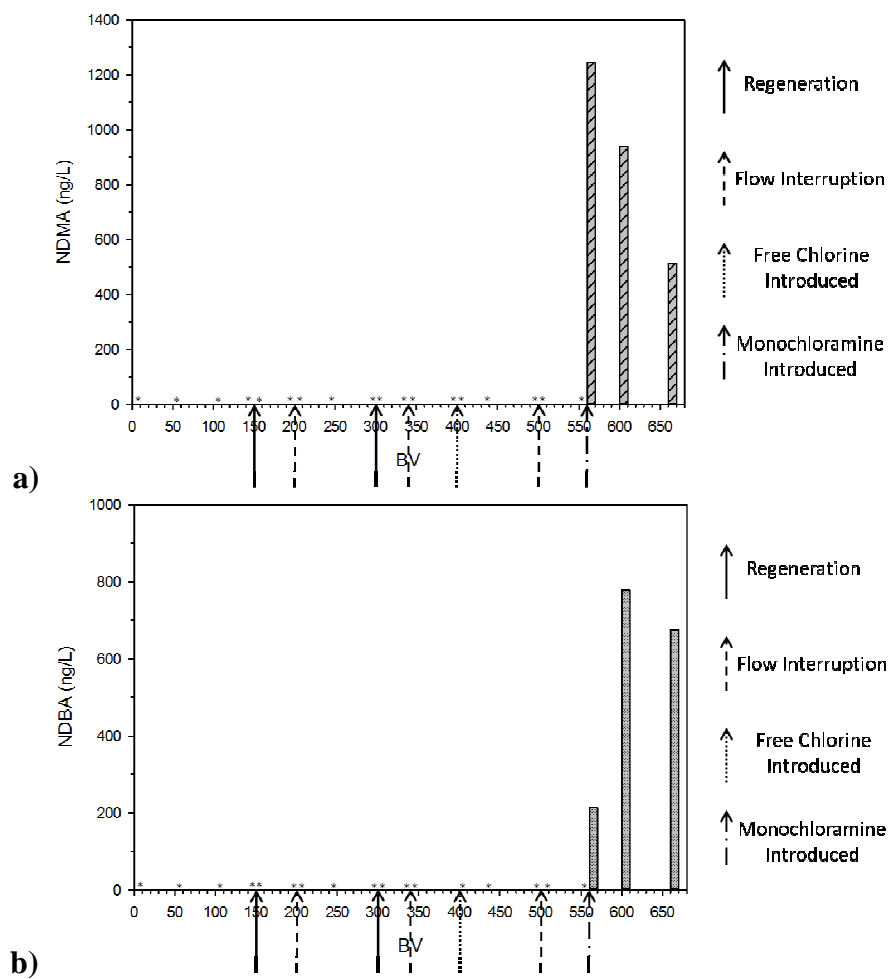 1400
1200
1000
800
600
400
200
0
NDMA (ng/L)
* * * * * * * * * * * * * * * * * *
0 50 100 150 200 250 300 350 400 450 500 550 600 650
BV
Regeneration
Flow Interruption
Free Chlorine
Introduced
Monochloramine
Introduced
a)
1000
800
600
400
200
0
NDBA (ng/L)
* * * * * * * * * * * * * * * * * *
0 50 100 150 200 250 300 350 400 450 500 550 600 650
BV
Regeneration
Flow Interruption
Free Chlorine
Introduced
Monochloramine
Introduced
b)